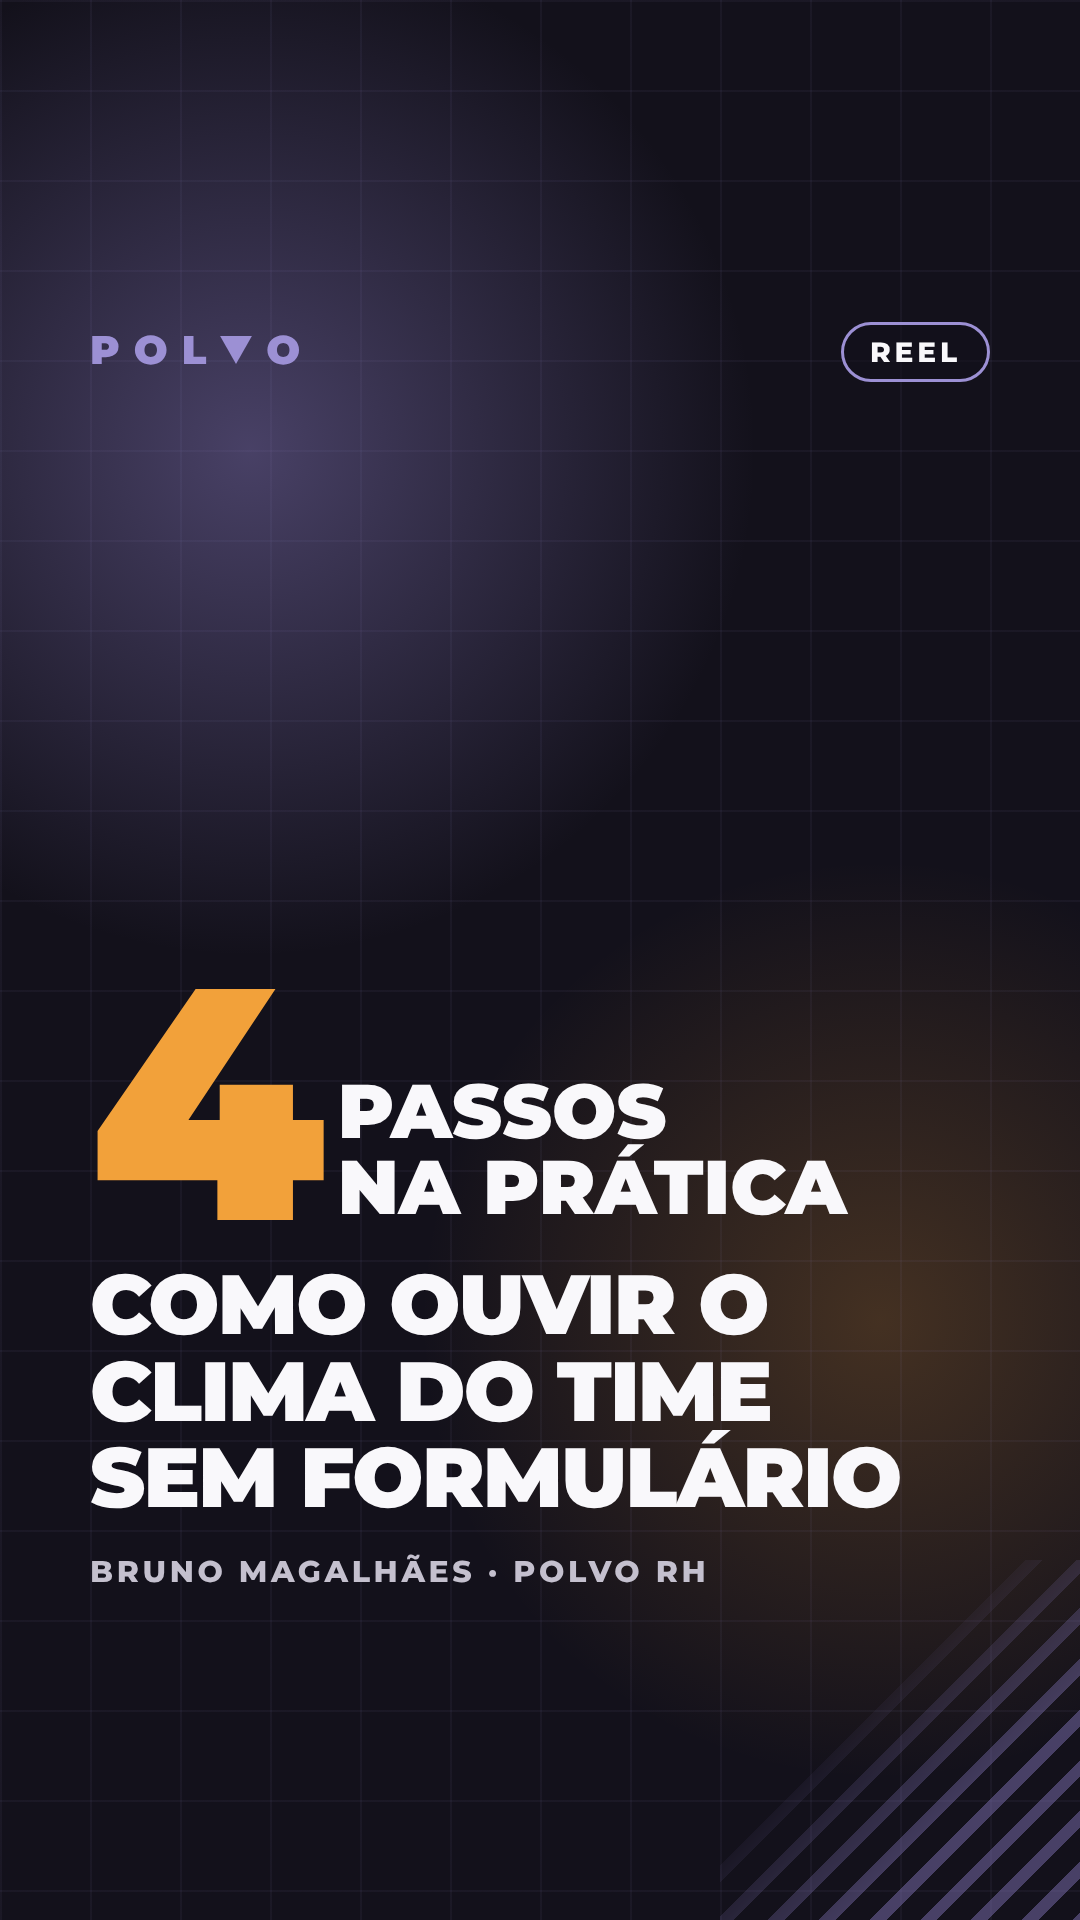 POLVO
REEL
4 PASSOS
NA PRÁTICA
COMO OUVIR O
CLIMA DO TIME
SEM FORMULÁRIO
BRUNO MAGALHÃES · POLVO RH